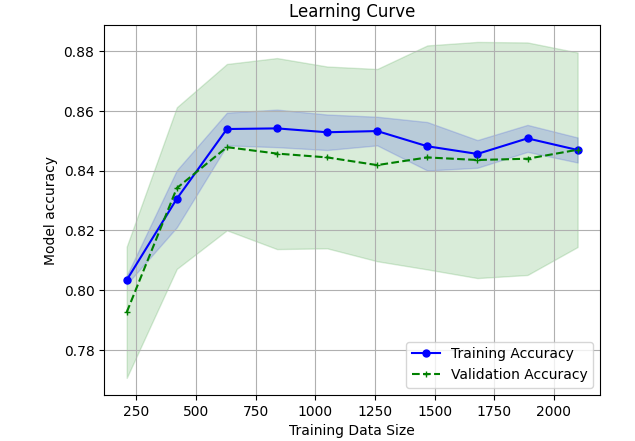 Learning Curve
Model accuracy
0.88
0.86
0.84
0.82
0.80
0.78
Training Accuracy
Validation Accuracy
250 500 750 1000 1250 1500 1750 2000
Training Data Size